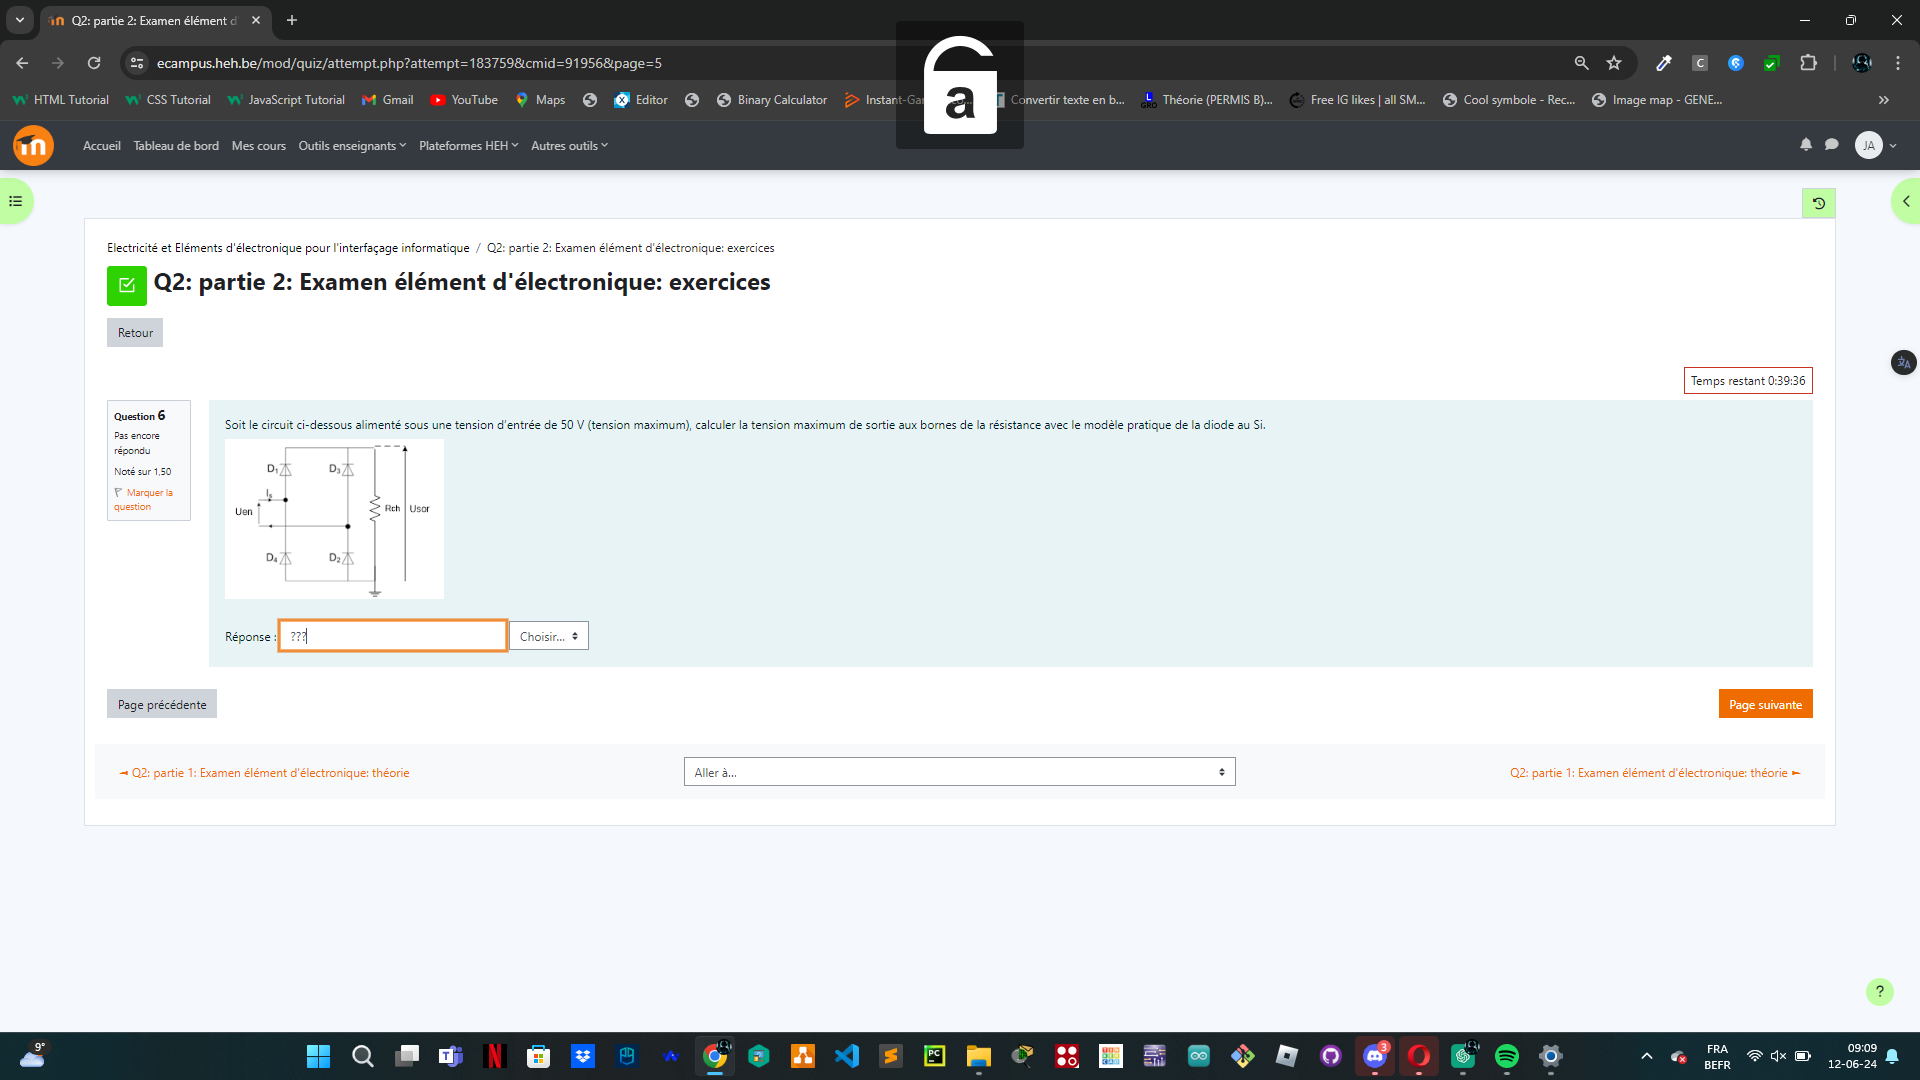 Q2: partie 2: Examen élément d'
ecampus.heh.be/mod/quiz/attempt.php?attempt=183759&cmid=91956&page=5
HTML Tutorial
CSS Tutorial
JavaScript Tutorial
Gmail
YouTube
Maps
Editor
Binary Calculator
Convertir texte en b...
Théorie (PERMIS B)...
Free IG likes | all SM...
Cool symbole - Rec...
Image map - GENE...
a
Accueil
Tableau de bord
Mes cours
Outils enseignants
Plateformes HEH
Autres outils
JA
Electricité et Eléments d'électronique pour l'interfaçage informatique / Q2: partie 2: Examen élément d'électronique: exercices
Q2: partie 2: Examen élément d'électronique: exercices
Retour
Temps restant 0:39:36
Question 6
Pas encore
répondu
Noté sur 1,50
Marquer la
question
Soit le circuit ci-dessous alimenté sous une tension d'entrée de 50 V (tension maximum), calculer la tension maximum de sortie aux bornes de la résistance avec le modèle pratique de la diode au Si.
D₁
D₃
Is
Uen
Rch
Usor
D₄
D₂
Réponse :
???
Choisir...
Page précédente
Page suivante
◄ Q2: partie 1: Examen élément d'électronique: théorie
Aller à...
Q2: partie 1: Examen élément d'électronique: théorie ►
?
9°
3
FRA
BEFR
09:09
12-06-24